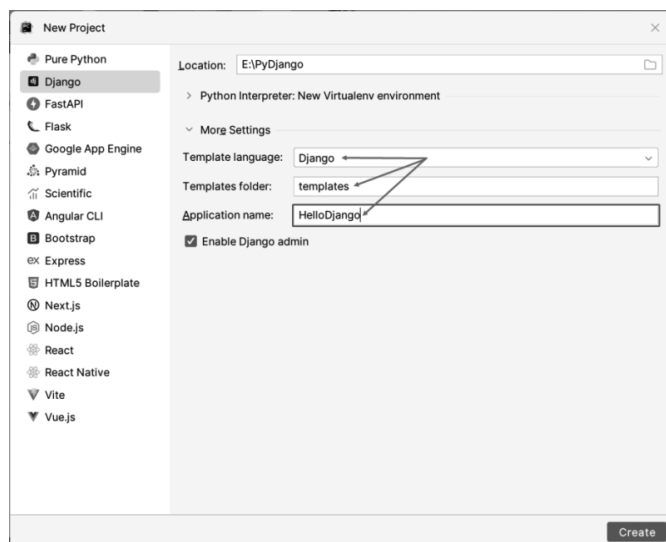 New Project
Pure Python
Django
FastAPI
Flask
Google App Engine
Pyramid
Scientific
Angular CLI
Bootstrap
ex Express
HTML5 Boilerplate
Next.js
Node.js
React
React Native
Vite
Vue.js
Location: E:\PyDjango
Python Interpreter: New Virtualenv environment
More Settings
Template language: Django
Templates folder: templates
Application name: HelloDjango
Enable Django admin
Create